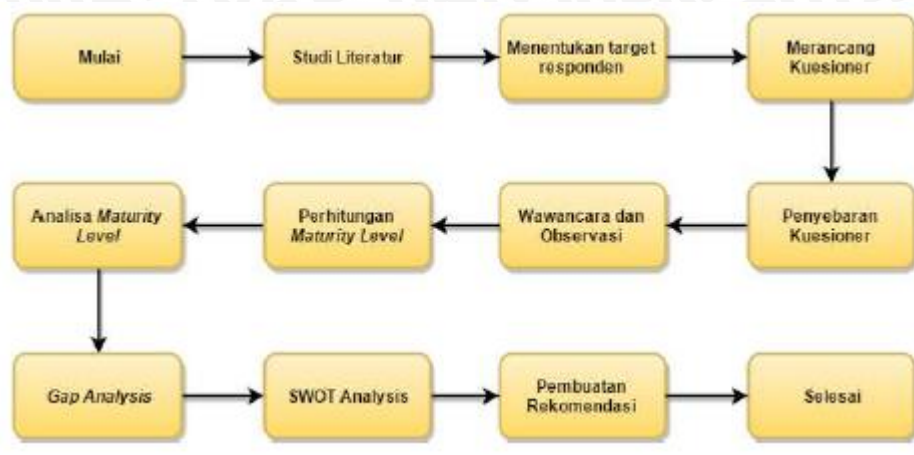 Mulai
Studi Literatur
Menentukan target
responden
Merancang
Kuesioner
Penyebaran
Kuesioner
Wawancara dan
Observasi
Perhitungan
Maturity Level
Analisa Maturity
Level
Gap Analysis
SWOT Analysis
Pembuatan
Rekomendasi
Selesai